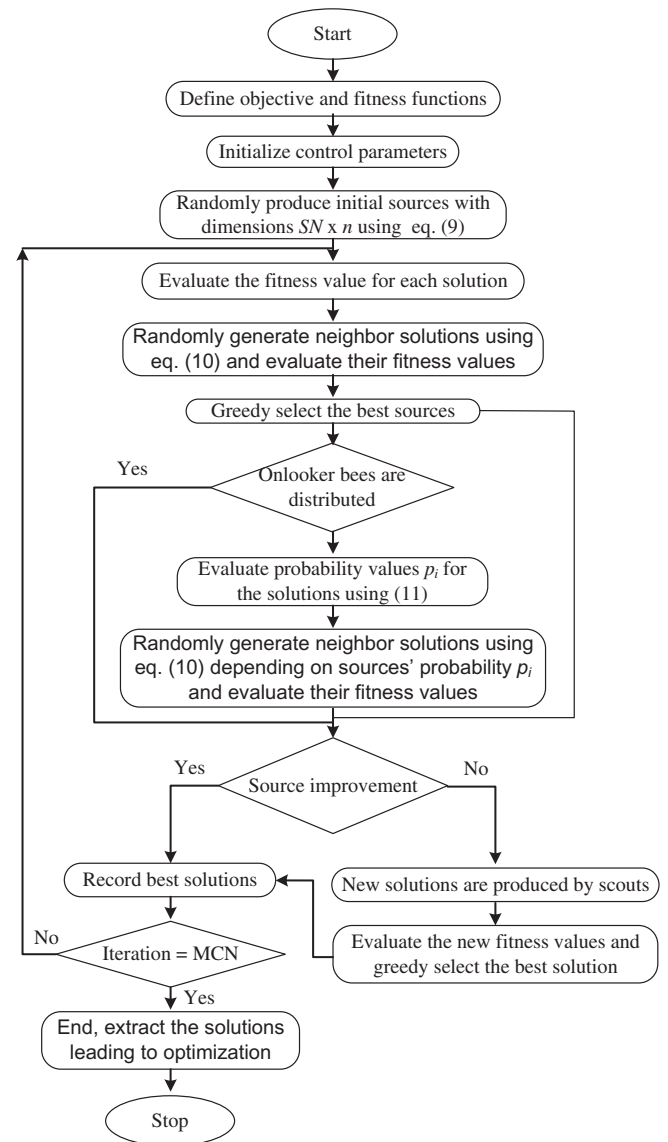 Start
Define objective and fitness functions
Initialize control parameters
Randomly produce initial sources with
dimensions SN x n using eq. (9)
Evaluate the fitness value for each solution
Randomly generate neighbor solutions using
eq. (10) and evaluate their fitness values
Greedy select the best sources
Yes
Onlooker bees are
distributed
Evaluate probability values pi for
the solutions using (11)
Randomly generate neighbor solutions using
eq. (10) depending on sources' probability pi
and evaluate their fitness values
Yes
Source improvement
No
Record best solutions
New solutions are produced by scouts
No
Iteration = MCN
Evaluate the new fitness values and
greedy select the best solution
Yes
End, extract the solutions
leading to optimization
Stop